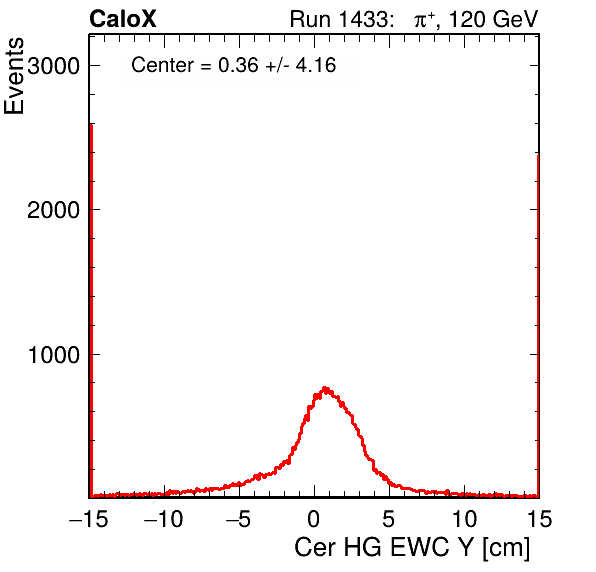 CaloX Run 1433: π⁺, 120 GeV
Events
Center = 0.36 +/- 4.16
3000
2000
1000
−15 −10 −5 0 5 10 15
Cer HG EWC Y [cm]